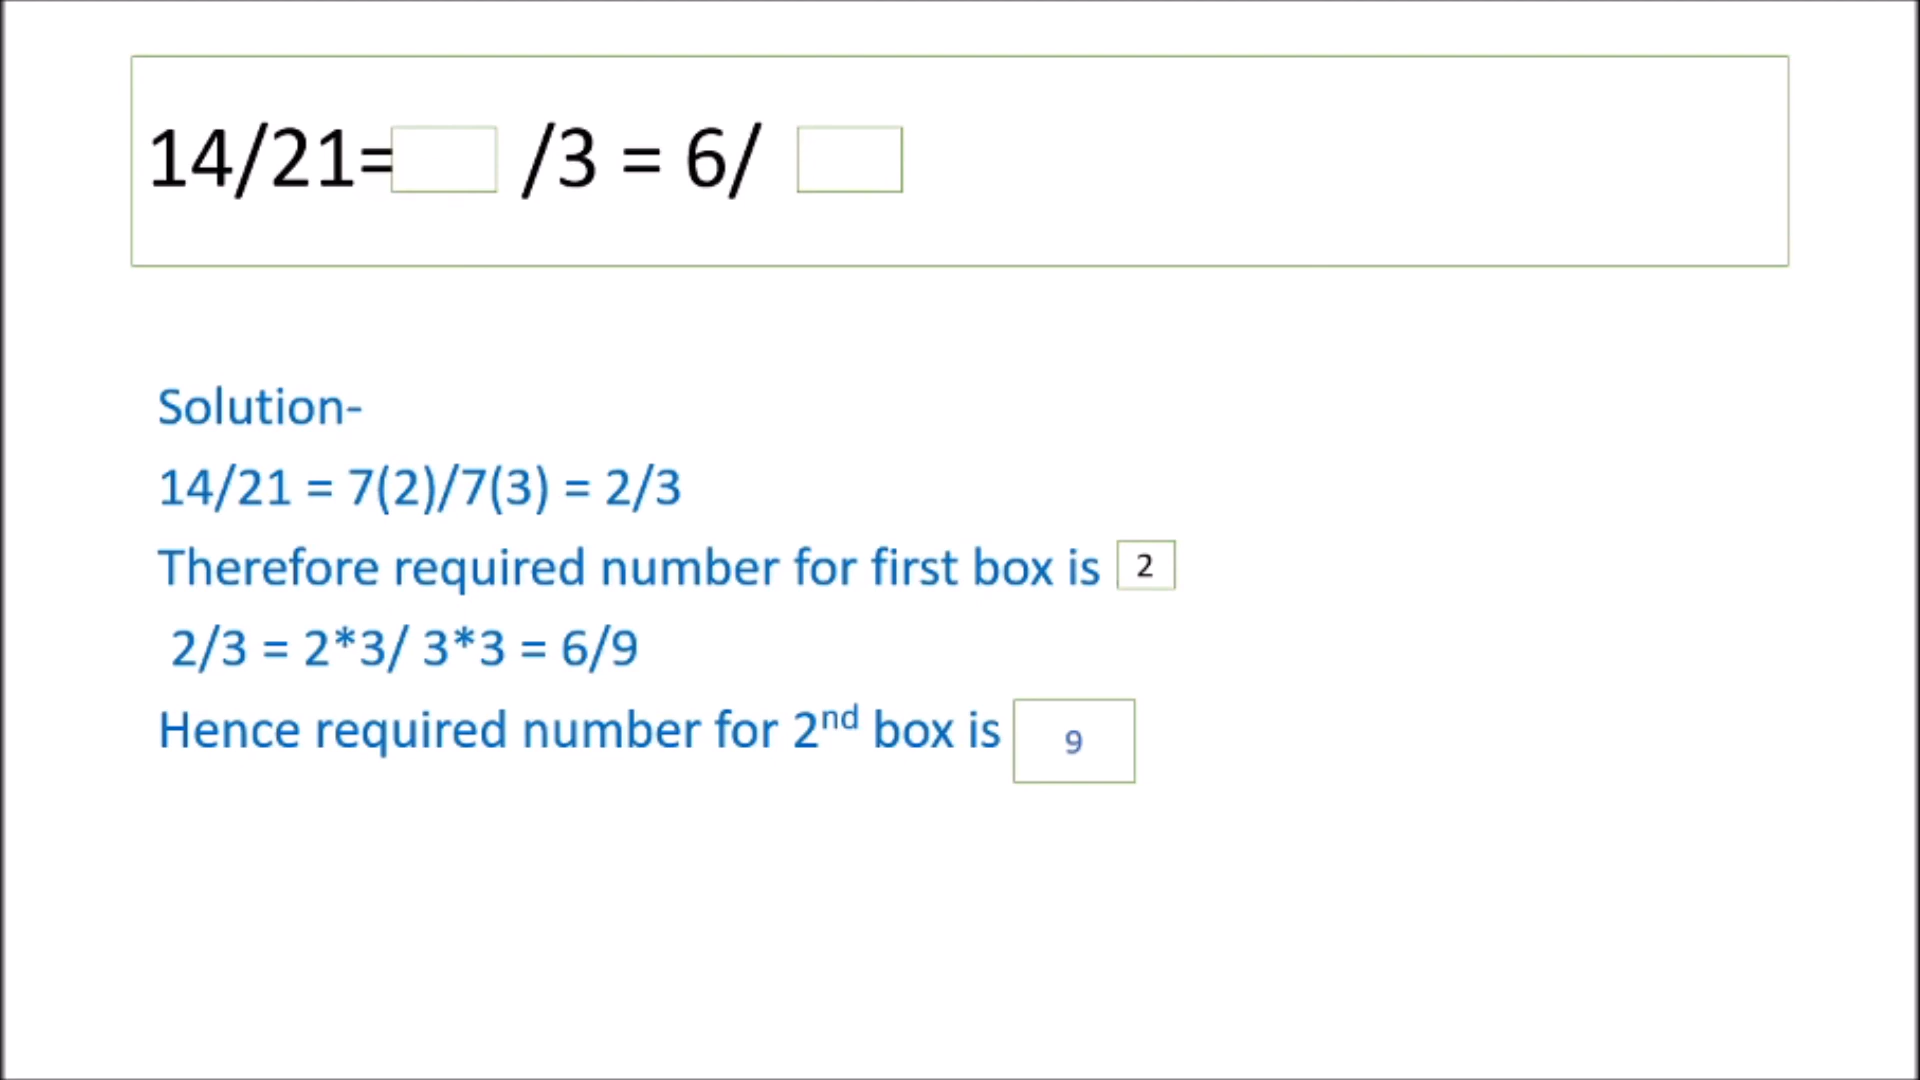 14/21= /3 = 6/
Solution-
14/21 = 7(2)/7(3) = 2/3
Therefore required number for first box is 2
2/3 = 2*3/ 3*3 = 6/9
Hence required number for 2nd box is 9